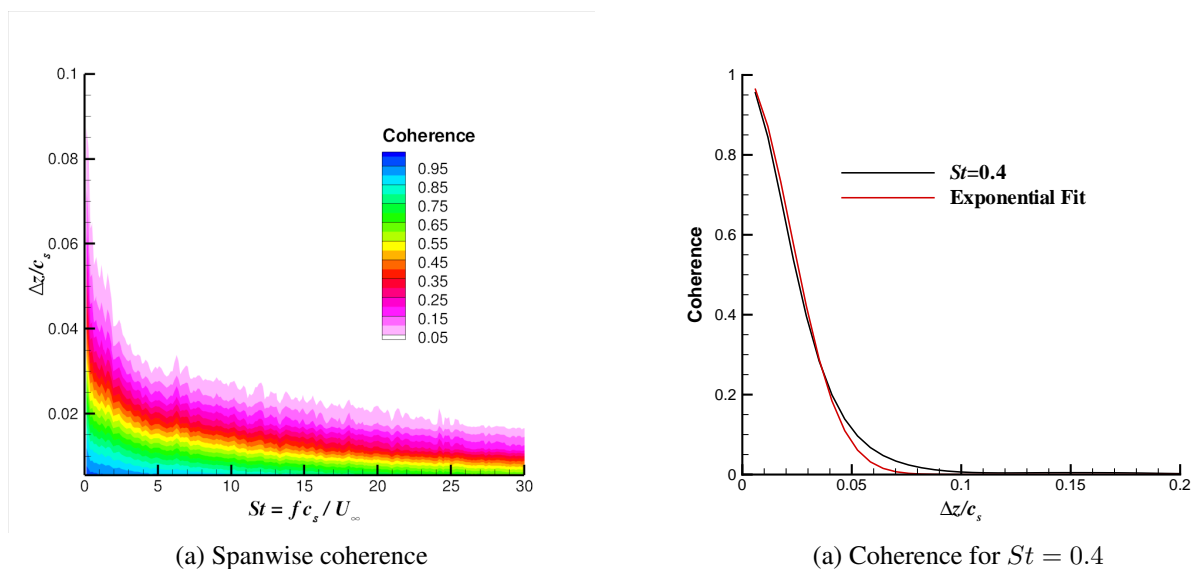 0.1
0.08
0.06
0.04
0.02
Δz/c_s
0 5 10 15 20 25 30
St = f c_s / U_∞
Coherence
0.95
0.85
0.75
0.65
0.55
0.45
0.35
0.25
0.15
0.05
(a) Spanwise coherence
1
0.8
0.6
0.4
0.2
0
Coherence
St=0.4
Exponential Fit
0 0.05 0.1 0.15 0.2
Δz/c_s
(a) Coherence for St = 0.4